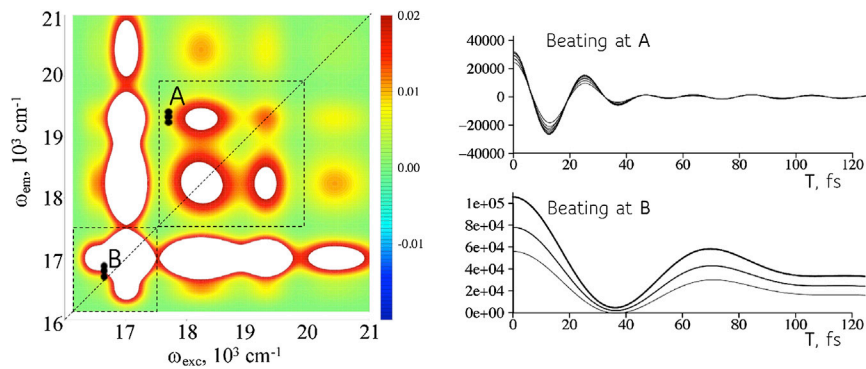 21
20
19
18
17
16
ω_em, 10³ cm⁻¹
A
B
17
18
19
20
21
ω_exc, 10³ cm⁻¹
0.02
0.01
0.00
-0.01
Beating at A
40000
20000
0
−20000
−40000
0
20
40
60
80
100
120
T, fs
Beating at B
1e+05
8e+04
6e+04
4e+04
2e+04
0e+00
0
20
40
60
80
100
120
T, fs